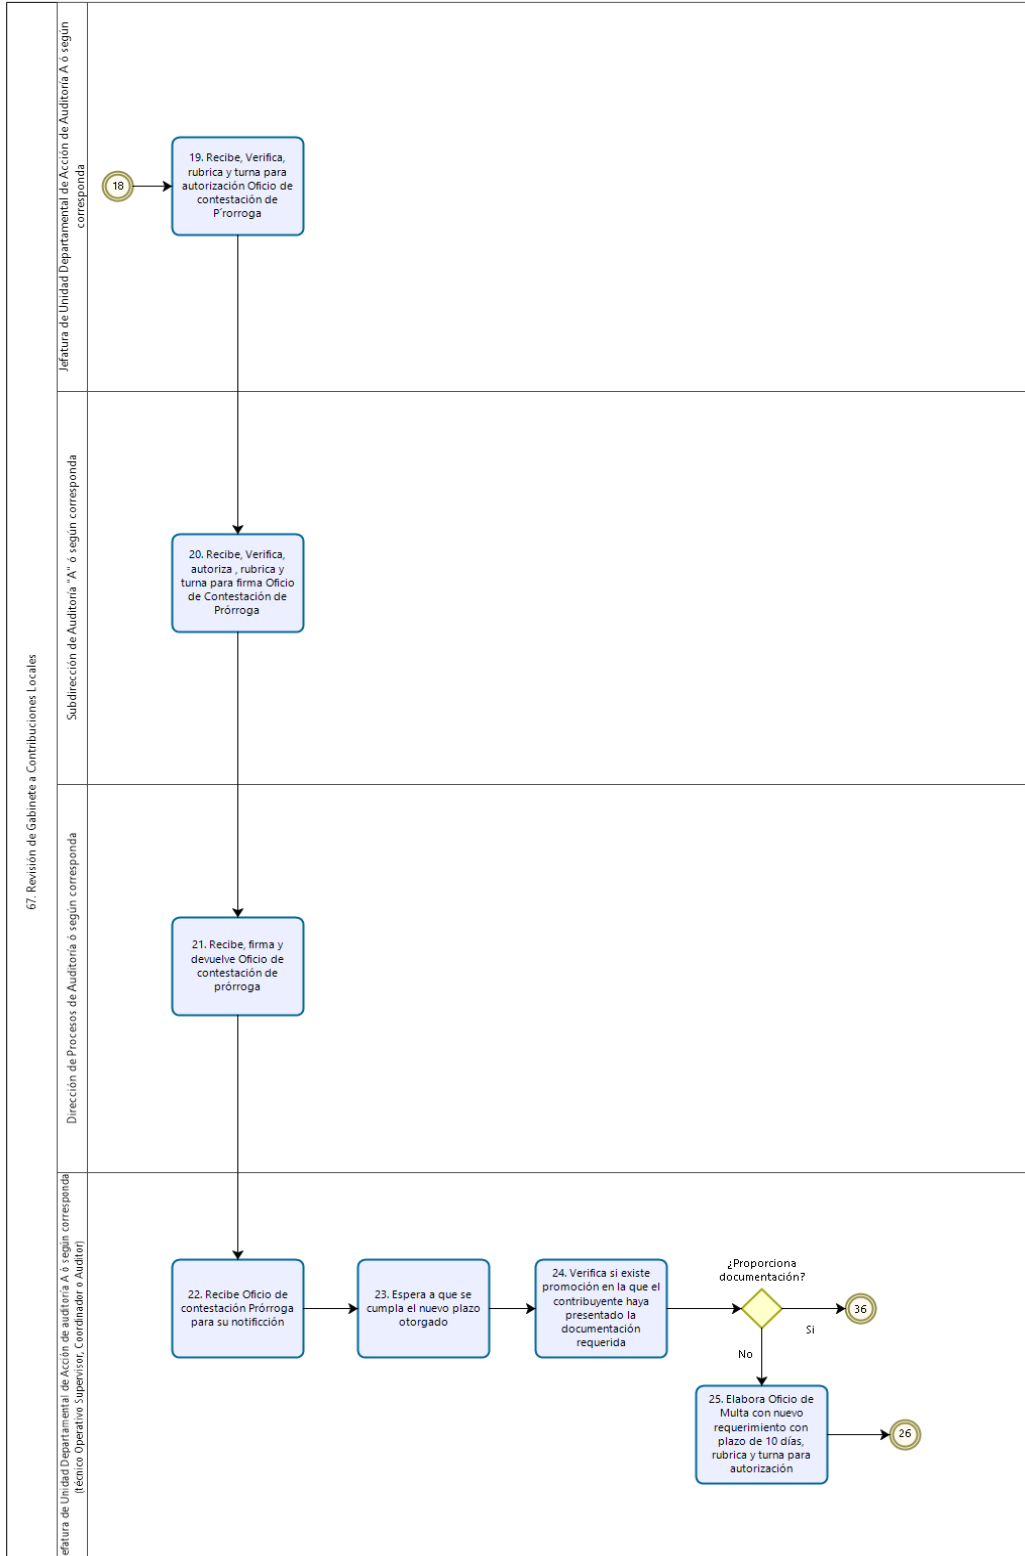 67. Revisión de Gabinete a Contribuciones Locales
Jefatura de Unidad Departamental de Acción de Auditoría A ó según
corresponda
18
19. Recibe, Verifica,
rubrica y turna para
autorización Oficio de
contestación de
P´rorroga
Subdirección de Auditoría "A" ó según corresponda
20. Recibe, Verifica,
autoriza , rubrica y
turna para firma Oficio
de Contestación de
Prórroga
Dirección de Procesos de Auditoría ó según corresponda
21. Recibe, firma y
devuelve Oficio de
contestación de
prórroga
efatura de Unidad Departamental de Acción de auditoría A ó según corresponda
(técnico Operativo Supervisor, Coordinador o Auditor)
22. Recibe Oficio de
contestación Prórroga
para su notificción
23. Espera a que se
cumpla el nuevo plazo
otorgado
24. Verifica si existe
promoción en la que el
contribuyente haya
presentado la
documentación
requerida
¿Proporciona
documentación?
36
Si
No
25. Elabora Oficio de
Multa con nuevo
requerimiento con
plazo de 10 días,
rubrica y turna para
autorización
26